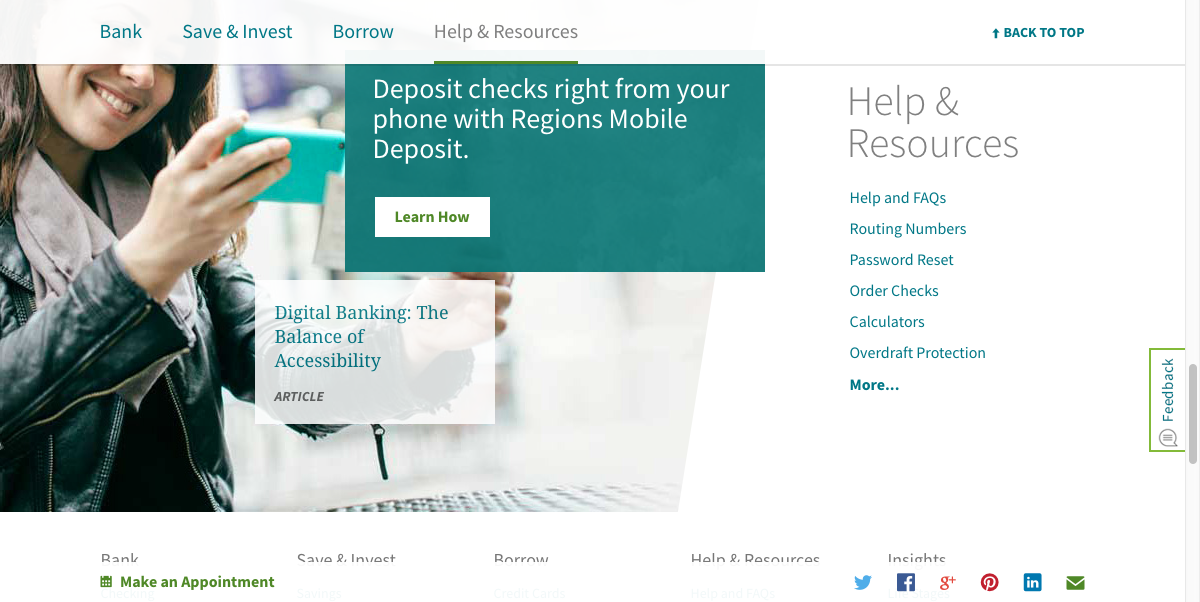 Bank Save & Invest Borrow Help & Resources BACK TO TOP
Deposit checks right from your
phone with Regions Mobile
Deposit.
Learn How
Digital Banking: The
Balance of
Accessibility
ARTICLE
Help &
Resources
Help and FAQs
Routing Numbers
Password Reset
Order Checks
Calculators
Overdraft Protection
More...
Feedback
Bank Save & Invest Borrow Help & Resources Insights
Make an Appointment
Checking Savings Credit Cards Help and FAQs